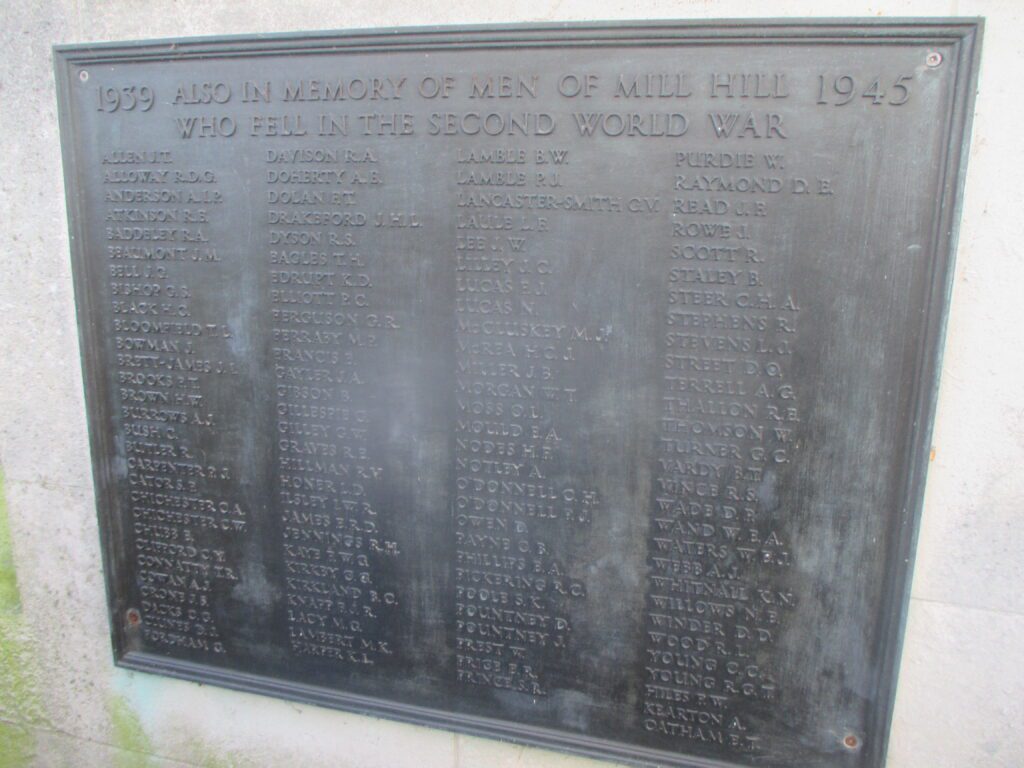 1939 ALSO IN MEMORY OF MEN OF MILL HILL 1945
WHO FELL IN THE SECOND WORLD WAR
ALLEN J.T.
ALLOWAY R.D.G.
ANDERSON A.I.P.
ATKINSON R.E.
BADDELEY R.A.
BEAUMONT J.M.
BELL J.G.
BISHOP G.S.
BLACK H.C.
BLOOMFIELD
BOWMAN J.
BRETT-JAMES J.
BROOKS P.T.
BROWN H.W.
BURROWS A.J.
BUSH C.
BUTLER R.
CARPENTER P.J.
CATOR S.P.
CHICHESTER C.A.
CHICHESTER C.W.
CHILDS E.
CONNATTY
COWAN A.J.
CRONE J.S.
DACKS
FORDHAM G.
DAVISON R.A.
DOHERTY A.E.
DOLAN P.T.
DRAKEFORD J.H.L.
DYSON R.S.
EAGLES T.H.
EDRUPT K.D.
ELLIOTT P.C.
FERGUSON G.R.
FERRABY M.P.
FRANCIS
J.A.
GIBSON B.
GILLESPIE C.
GILLEY G.W.
GRAVES R.E.
HILLMAN R.V.
HONER L.D.
ILSLEY L.W.R.
JAMES E.R.D.
JENNINGS R.H.
KAYE P.W.G.
KIRKBY G.G.
KIRKLAND B.C.
KNAPP E.J.R.
LACY M.G.
LAMBERT M.K.
HARPER R.L.
LAMBLE B.W.
LAMBLE P.J.
LANCASTER-SMITH G.V.
LAULE L.F.
LEE J.W.
LILLEY J.C.
LUCAS E.J.
LUCAS N.
McCLUSKEY M.J.
McREA H.C.J.
MILLER J.B.
MORGAN W.T.
MOSS G.L.
MOULD E.A.
NODES H.F.
NOTLEY A.
O'DONNELL C.H.
O'DONNELL P.J.
OWEN D.
PAYNE O.B.
PHILLIPS E.A.
PICKERING R.C.
POOLE S.K.
POUNTNEY D.
POUNTNEY J.
PREST W.
PRIGE E.R.
PRINCE S.R.
PURDIE W.
RAYMOND D.E.
READ J.F.
ROWE J.
SCOTT R.
STALEY B.
STEER C.H.A.
STEPHENS R.J.
STEVENS L.G.
STREET D.O.
TERRELL A.G.
THALLON R.E.
THOMSON W.
TURNER G.C.
VARDY B.T.
VINCE R.S.
WADE D.P.
WAND W.E.A.
WATERS W.E.J.
WEBB A.J.
WHITNALL K.N.
WILLOWS N.E.
WINDER D.D.
WOOD R.L.
YOUNG C.C.
YOUNG R.G.T.
HILES P.W.
KEARTON A.
OATHAM E.T.